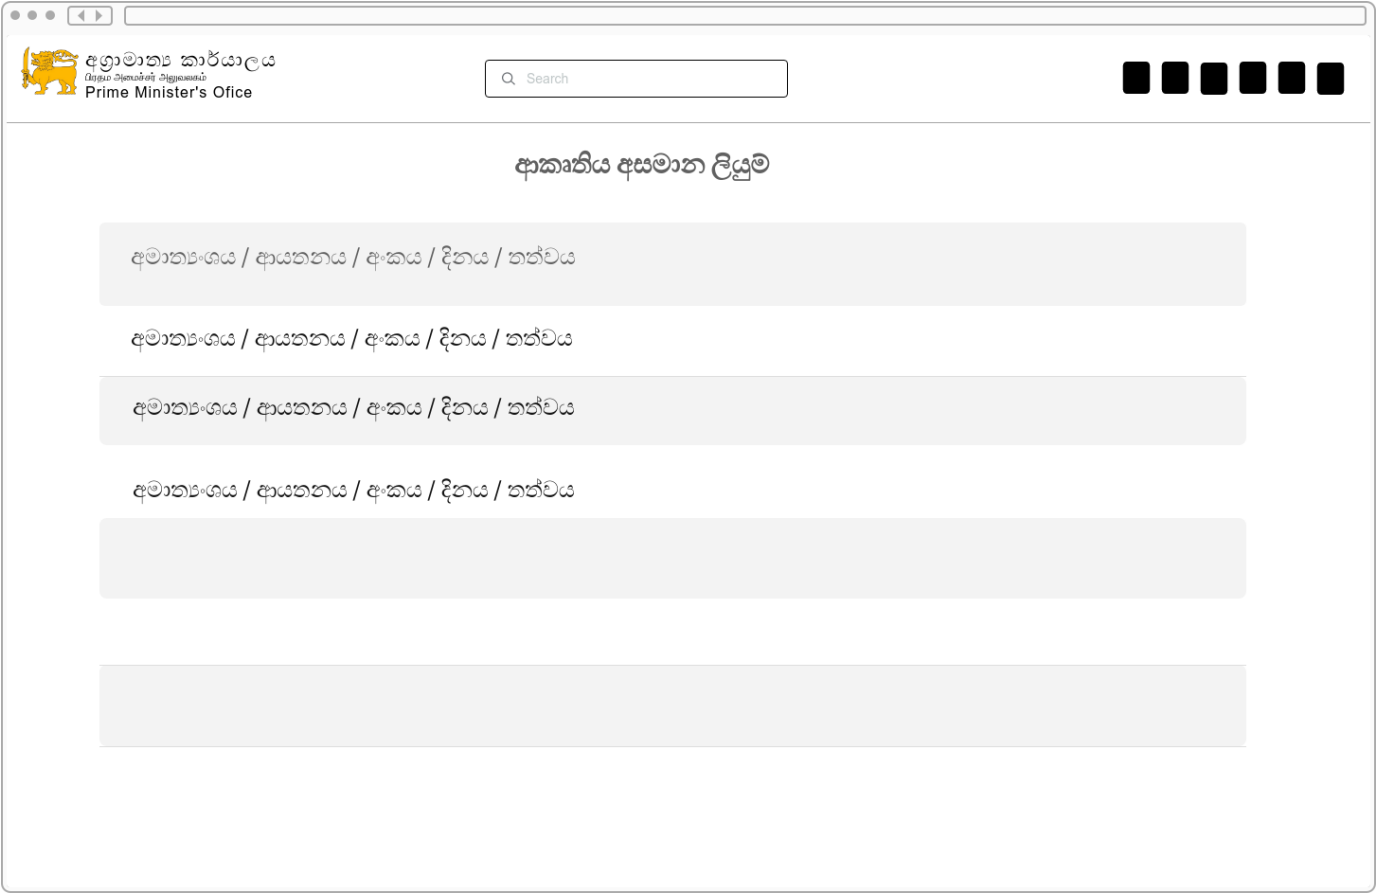 අග්‍රාමාත්‍ය කාර්යාලය
பிரதம அமைச்சர் அலுவலகம்
Prime Minister's Ofice
Search
ආකෘතිය අසමාන ලියුම්
අමාත්‍යංශය / ආයතනය / අංකය / දිනය / තත්වය
අමාත්‍යංශය / ආයතනය / අංකය / දිනය / තත්වය
අමාත්‍යංශය / ආයතනය / අංකය / දිනය / තත්වය
අමාත්‍යංශය / ආයතනය / අංකය / දිනය / තත්වය